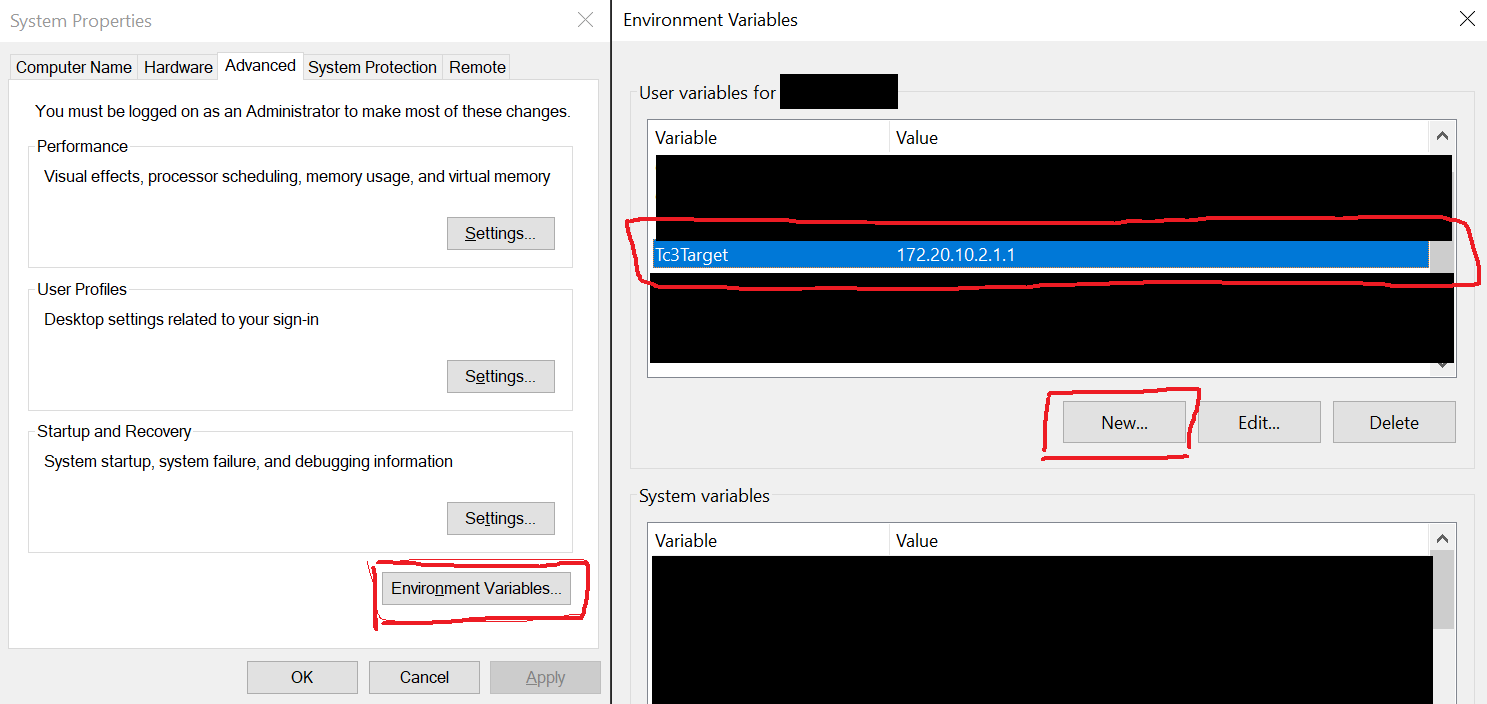 System Properties
Computer Name Hardware Advanced System Protection Remote
You must be logged on as an Administrator to make most of these changes.
Performance
Visual effects, processor scheduling, memory usage, and virtual memory
Settings...
User Profiles
Desktop settings related to your sign-in
Settings...
Startup and Recovery
System startup, system failure, and debugging information
Settings...
Environment Variables...
OK Cancel Apply
Environment Variables
User variables for
Variable Value
Tc3Target 172.20.10.2.1.1
New... Edit... Delete
System variables
Variable Value